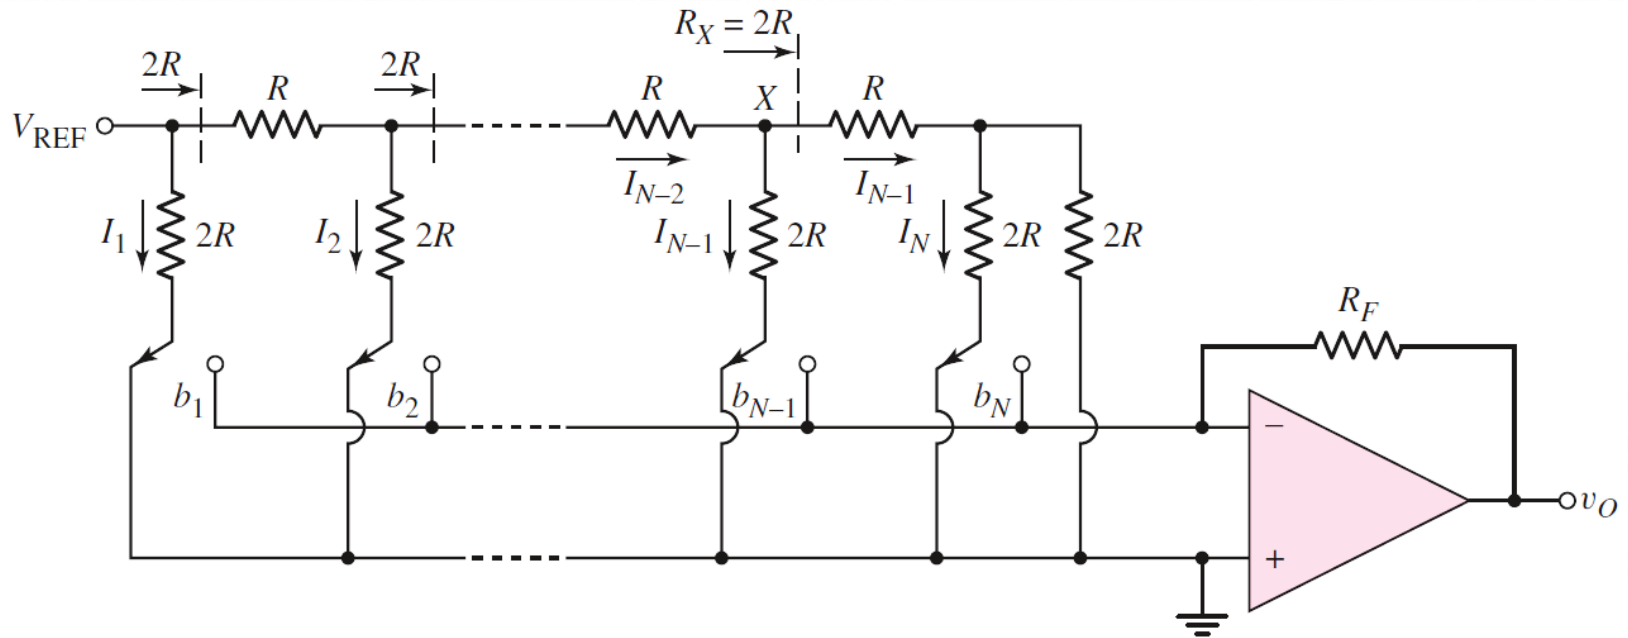 R_X = 2R
2R
2R
R
R
X
R
V_REF
I_{N–2}
I_{N–1}
I_1
2R
I_2
2R
I_{N–1}
2R
I_N
2R
2R
R_F
b_1
b_2
b_{N–1}
b_N
–
+
v_O